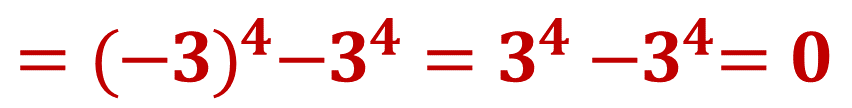 = (−3)⁴−3⁴ = 3⁴ −3⁴= 0